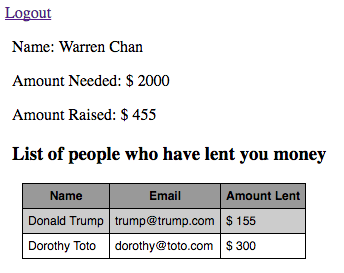 Logout
Name: Warren Chan
Amount Needed: $ 2000
Amount Raised: $ 455
List of people who have lent you money
Name Email Amount Lent
Donald Trump trump@trump.com $ 155
Dorothy Toto dorothy@toto.com $ 300